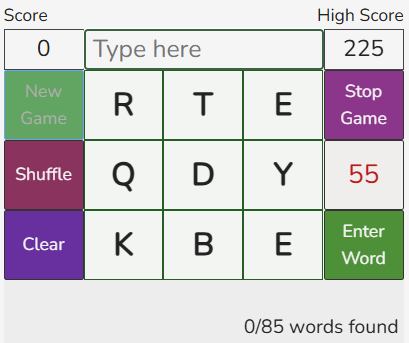 Score High Score
0 Type here 225
New Game R T E Stop Game
Shuffle Q D Y 55
Clear K B E Enter Word
0/85 words found